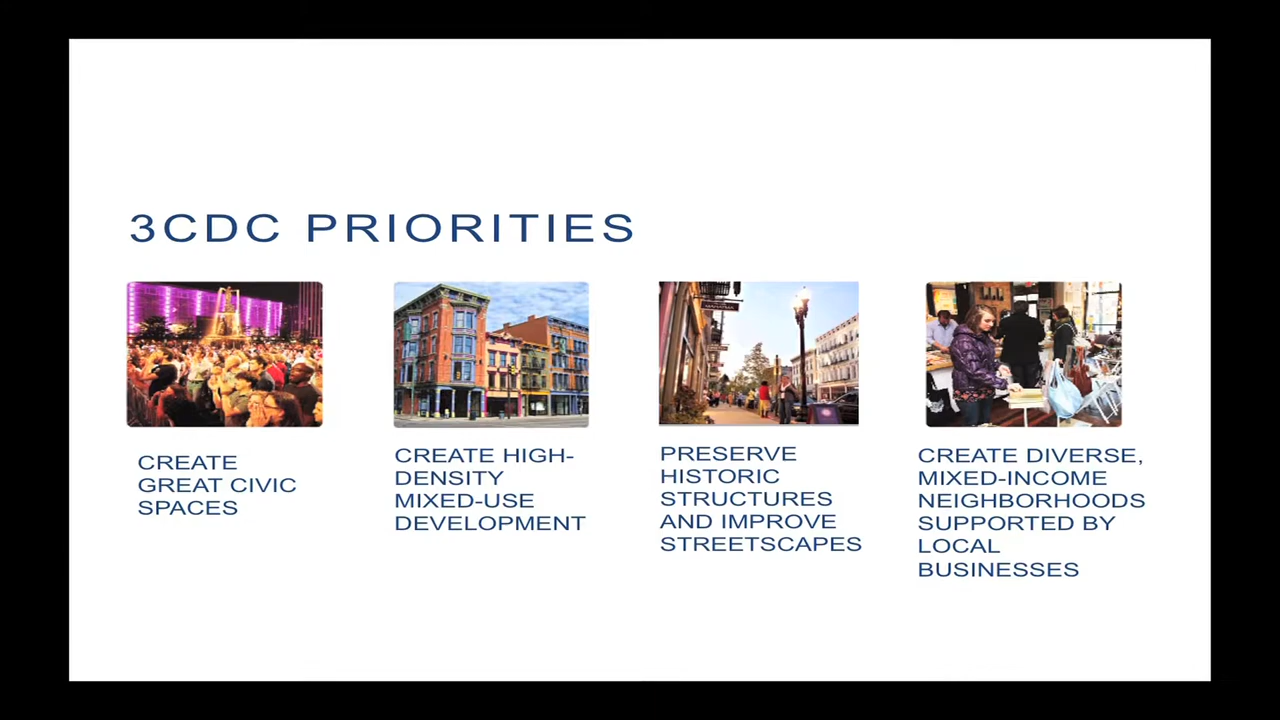 3CDC PRIORITIES
CREATE
GREAT CIVIC
SPACES
CREATE HIGH-
DENSITY
MIXED-USE
DEVELOPMENT
PRESERVE
HISTORIC
STRUCTURES
AND IMPROVE
STREETSCAPES
CREATE DIVERSE,
MIXED-INCOME
NEIGHBORHOODS
SUPPORTED BY
LOCAL
BUSINESSES